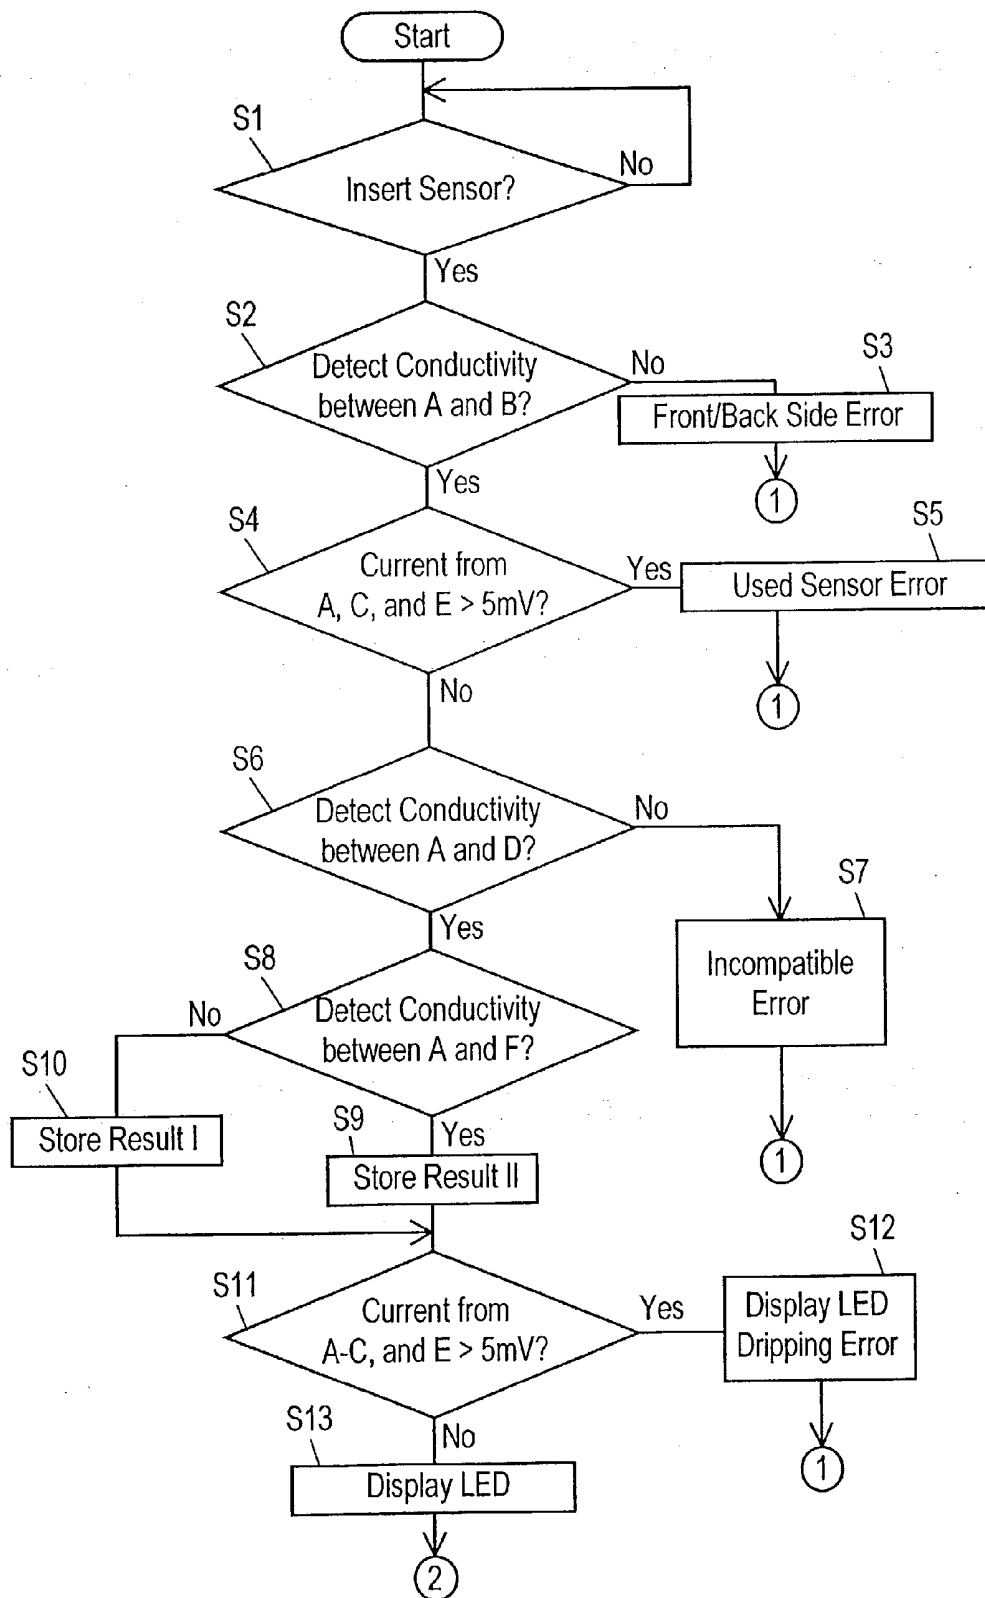 Start
S1
No
Insert Sensor?
Yes
S2
Detect Conductivity
between A and B?
No
S3
Front/Back Side Error
1
Yes
S4
Current from
A, C, and E > 5mV?
Yes
S5
Used Sensor Error
1
No
S6
Detect Conductivity
between A and D?
No
S7
Incompatible
Error
1
Yes
S8
Detect Conductivity
between A and F?
No
S10
Store Result I
S9
Yes
Store Result II
S11
Current from
A-C, and E > 5mV?
Yes
S12
Display LED
Dripping Error
1
No
S13
Display LED
2